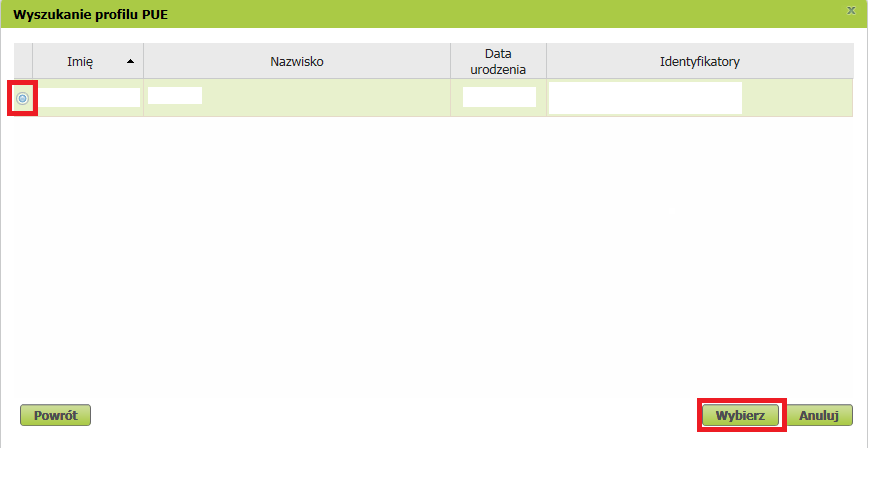 Wyszukanie profilu PUE x
Imię Nazwisko Data urodzenia Identyfikatory
Powrót Wybierz Anuluj